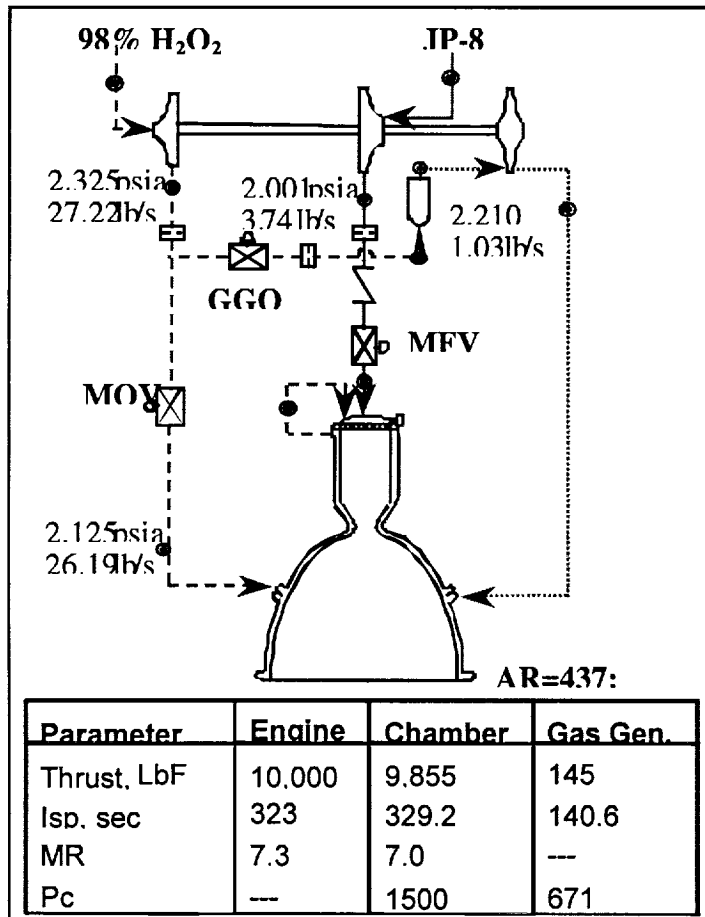 98% H₂O₂
JP-8
2.325psia
27.22lb/s
2.001psia
3.74lb/s
2.210
1.03lb/s
GGO
MFV
MOV
2.125psia
26.19lb/s
AR=437:
Parameter Engine Chamber Gas Gen.
Thrust, LbF 10,000 9,855 145
Isp, sec 323 329.2 140.6
MR 7.3 7.0 ---
Pc --- 1500 671